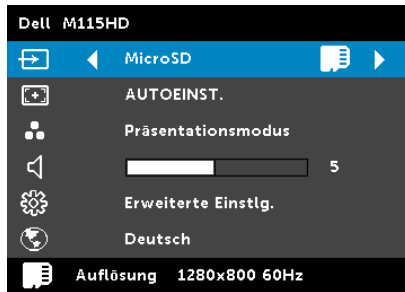 Dell M115HD
MicroSD
AUTOEINST.
Präsentationsmodus
5
Erweiterte Einstlg.
Deutsch
Auflösung 1280x800 60Hz